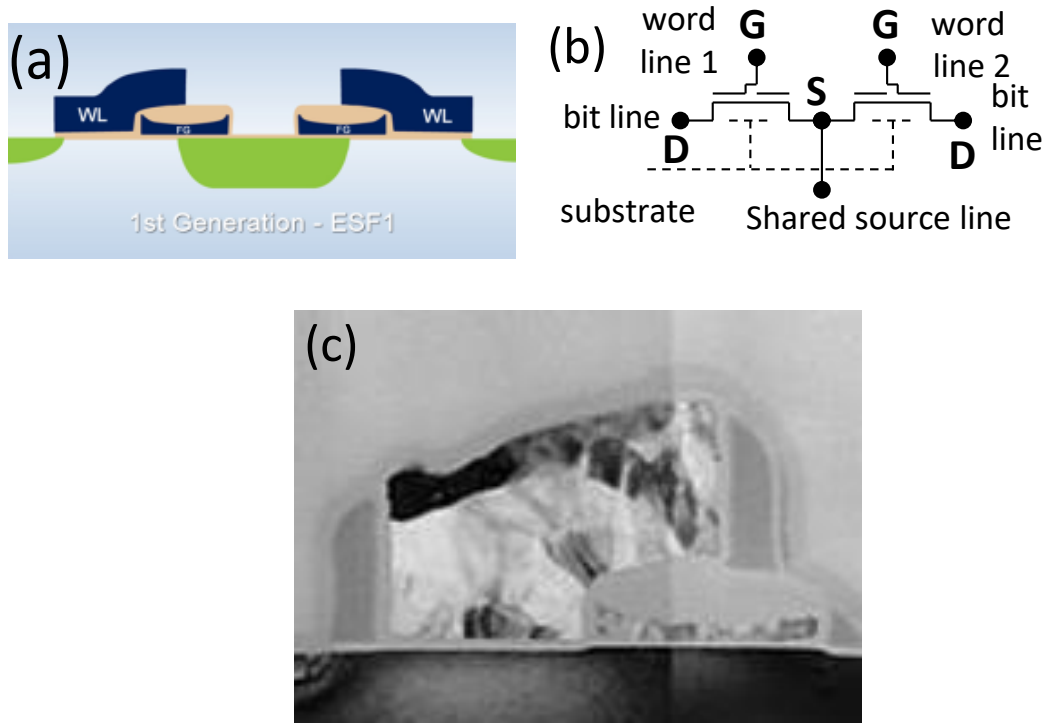 (a)
WL
FG
FG
WL
1st Generation - ESF1
(b)
word
line 1
G
G
word
line 2
S
bit line
bit
line
D
D
substrate
Shared source line
(c)